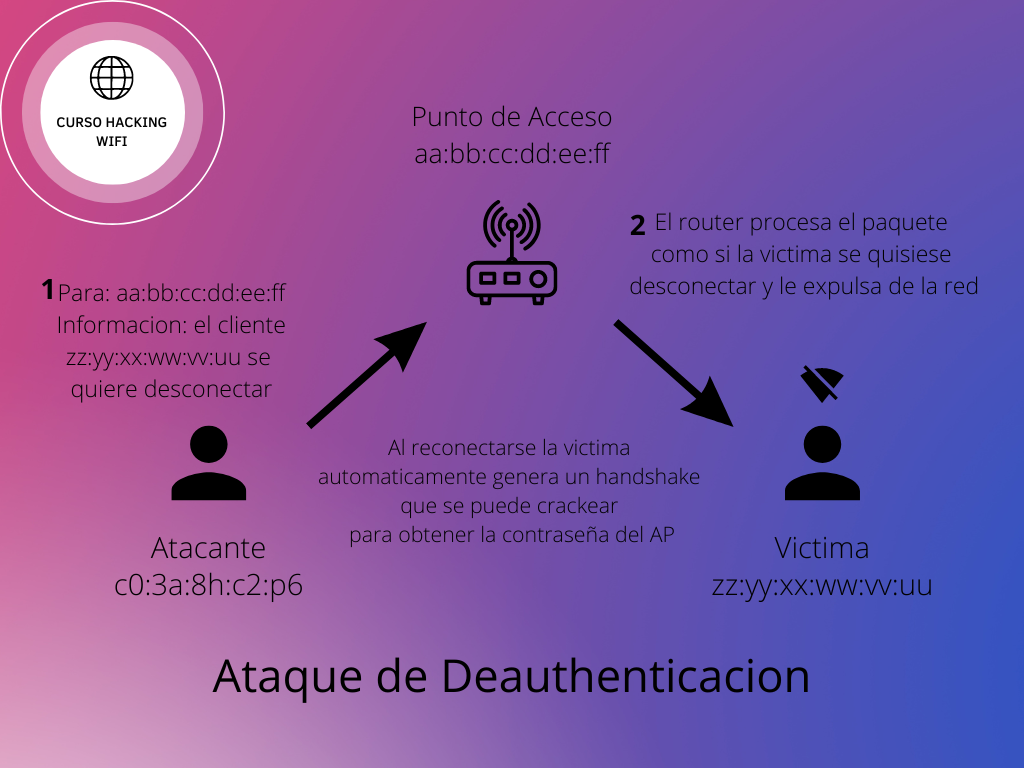 CURSO HACKING
WIFI
Punto de Acceso
aa:bb:cc:dd:ee:ff
1
Para: aa:bb:cc:dd:ee:ff
Informacion: el cliente
zz:yy:xx:ww:vv:uu se
quiere desconectar
2
El router procesa el paquete
como si la victima se quisiese
desconectar y le expulsa de la red
Al reconectarse la victima
automaticamente genera un handshake
que se puede crackear
para obtener la contraseña del AP
Atacante
c0:3a:8h:c2:p6
Victima
zz:yy:xx:ww:vv:uu
Ataque de Deauthenticacion